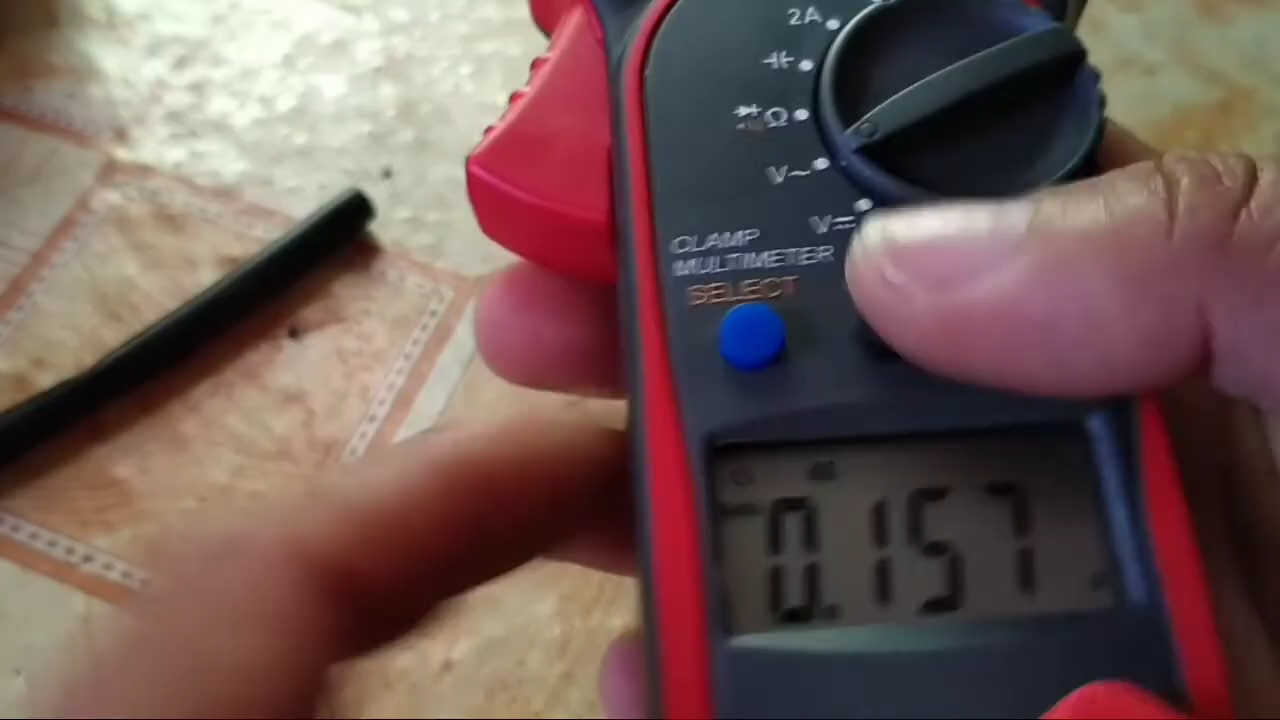 2A
Ω
V~
V=
CLAMP
MULTIMETER
SELECT
-0.157